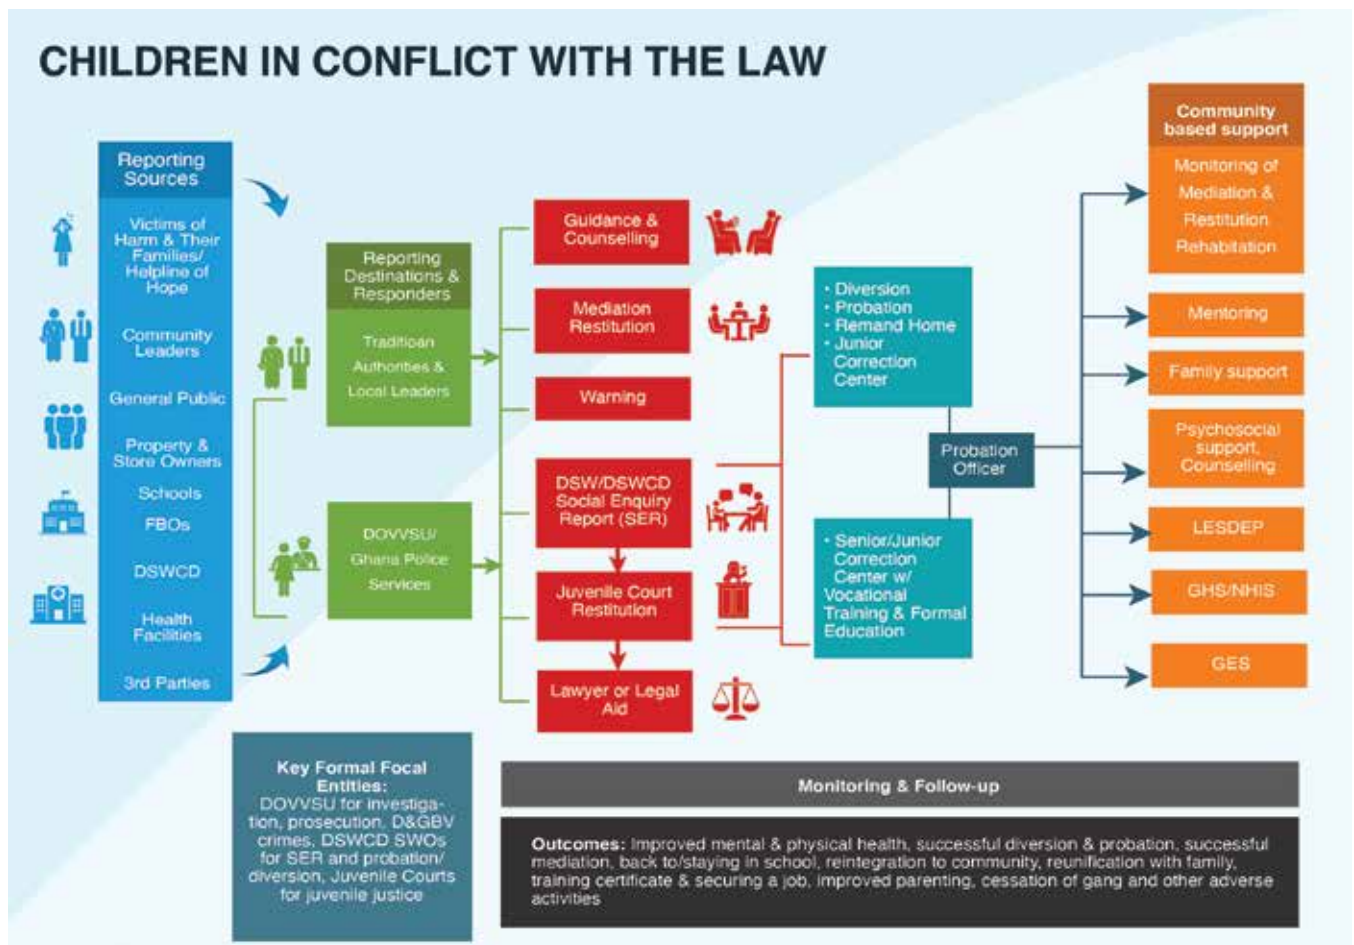 CHILDREN IN CONFLICT WITH THE LAW
Reporting
Sources
Victims of
Harm & Their
Families/
Helpline of
Hope
Community
Leaders
General Public
Property &
Store Owners
Schools
FBOs
DSWCD
Health
Facilities
3rd Parties
Reporting
Destinations &
Responders
Traditioan
Authorities &
Local Leaders
DOVVSU/
Ghana Police
Services
Guidance &
Counselling
Mediation
Restitution
Warning
DSW/DSWCD
Social Enquiry
Report (SER)
Juvenile Court
Restitution
Lawyer or Legal
Aid
• Diversion
• Probation
• Remand Home
• Junior
Correction
Center
• Senior/Junior
Correction
Center w/
Vocational
Training & Formal
Education
Probation
Officer
Community
based support
Monitoring of
Mediation &
Restitution
Rehabitation
Mentoring
Family support
Psychosocial
support,
Counselling
LESDEP
GHS/NHIS
GES
Key Formal Focal
Entities:
DOVVSU for investiga-
tion, prosecution, D&GBV
crimes, DSWCD SWOs
for SER and probation/
diversion, Juvenile Courts
for juvenile justice
Monitoring & Follow-up
Outcomes: Improved mental & physical health, successful diversion & probation, successful
mediation, back to/staying in school, reintegration to community, reunification with family,
training certificate & securing a job, improved parenting, cessation of gang and other adverse
activities